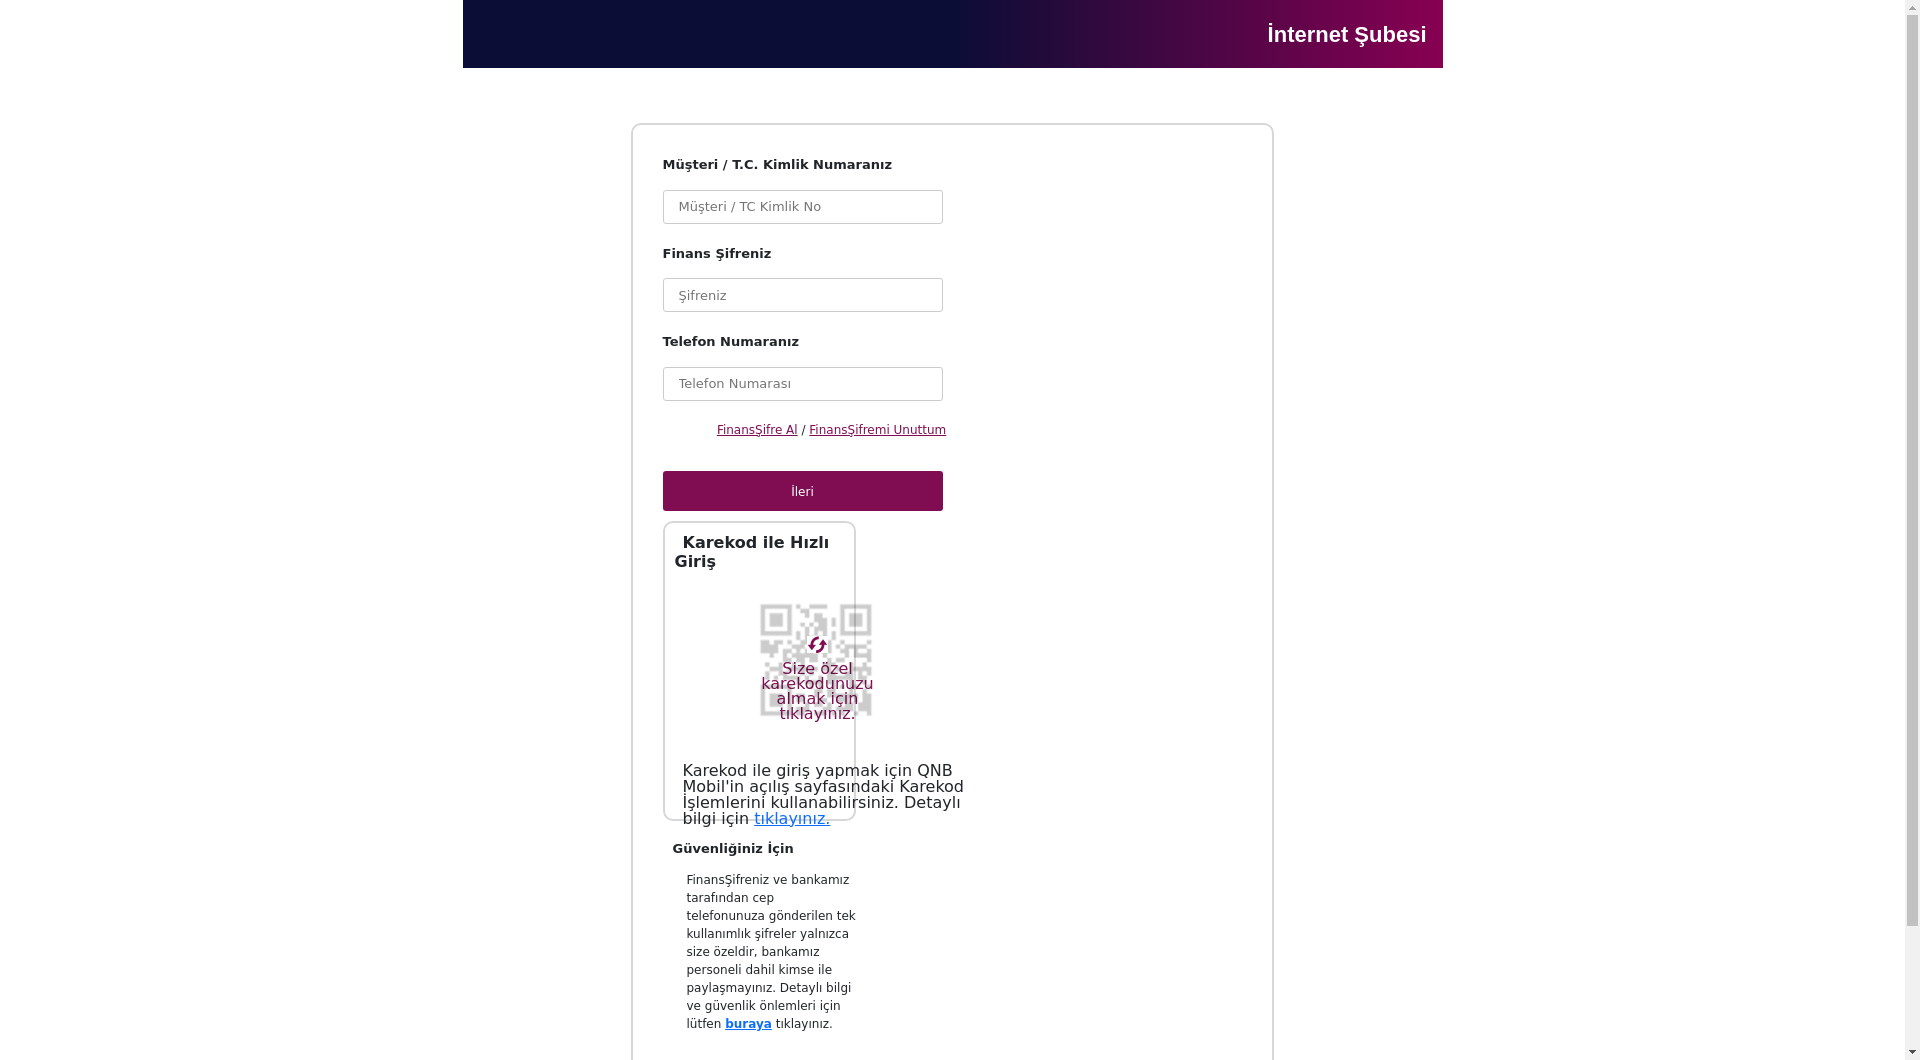 İnternet Şubesi
Müşteri / T.C. Kimlik Numaranız
Müşteri / TC Kimlik No
Finans Şifreniz
Şifreniz
Telefon Numaranız
Telefon Numarası
FinansŞifre Al / FinansŞifremi Unuttum
İleri
Karekod ile Hızlı
Giriş
Size özel
karekodunuzu
almak için
tıklayınız.
Karekod ile giriş yapmak için QNB
Mobil'in açılış sayfasındaki Karekod
İşlemlerini kullanabilirsiniz. Detaylı
bilgi için tıklayınız.
Güvenliğiniz İçin
FinansŞifreniz ve bankamız
tarafından cep
telefonunuza gönderilen tek
kullanımlık şifreler yalnızca
size özeldir, bankamız
personeli dahil kimse ile
paylaşmayınız. Detaylı bilgi
ve güvenlik önlemleri için
lütfen buraya tıklayınız.